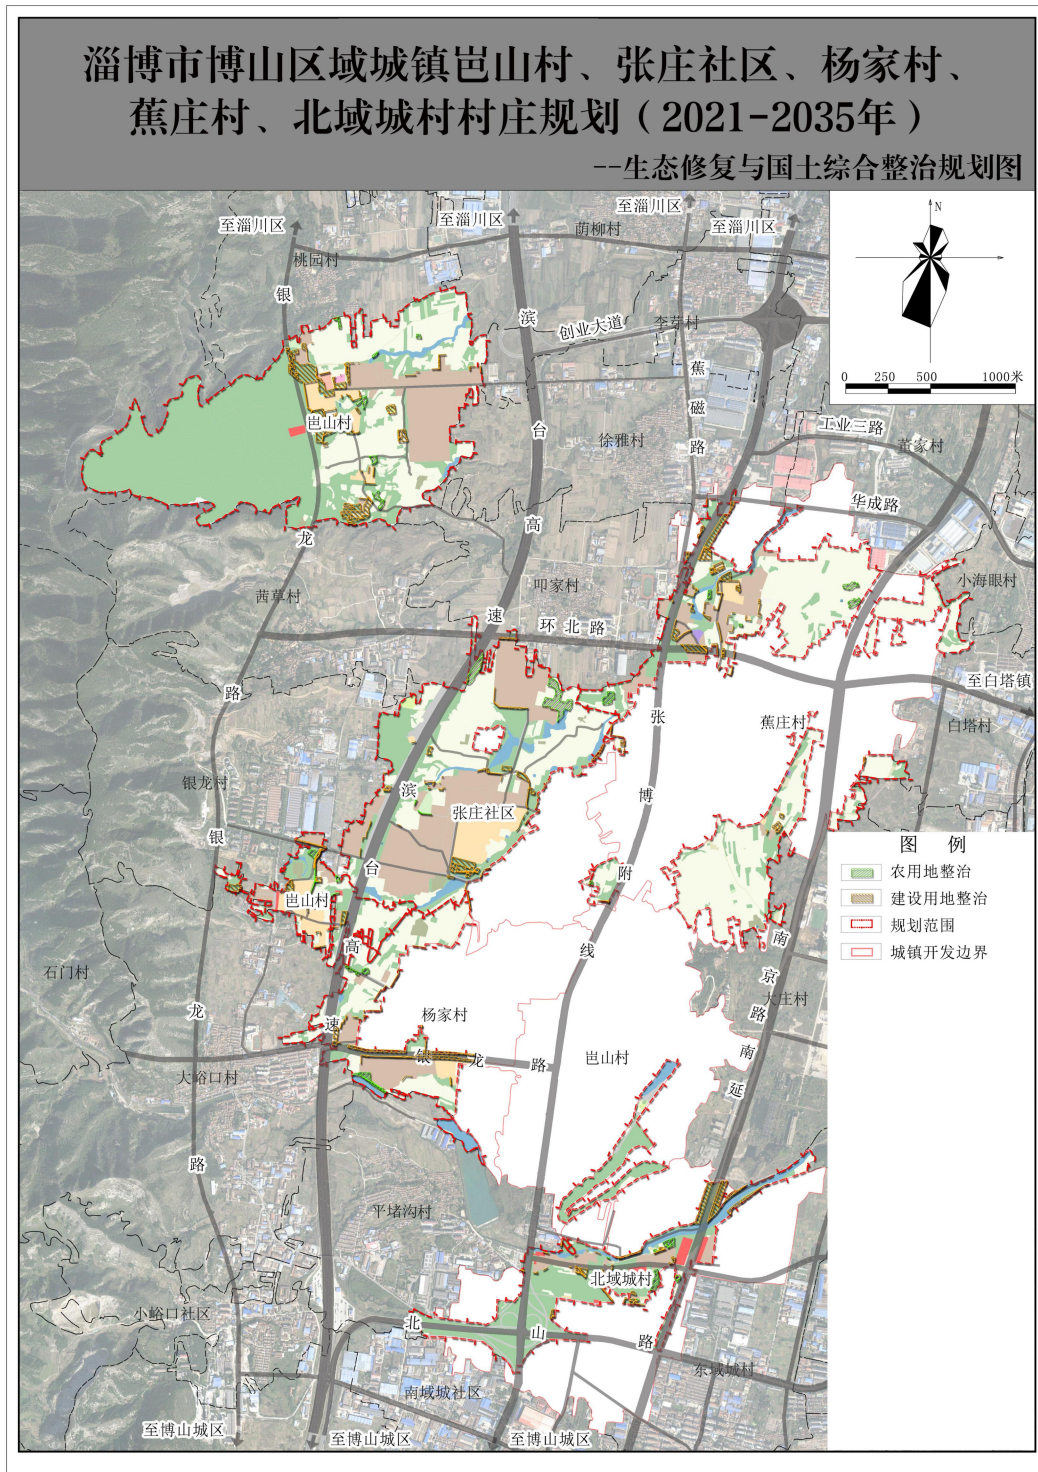 淄博市博山区域城镇岜山村、张庄社区、杨家村、
蕉庄村、北域城村村庄规划（2021-2035年）
--生态修复与国土综合整治规划图
至淄川区
至淄川区
至淄川区
至淄川区
荫柳村
桃园村
N
银
滨
创业大道
李芽村
0 250 500 1000米
蕉
磁
路
岜山村
台
徐雅村
工业三路
董家村
高
华成路
龙
叩家村
小海眼村
茜草村
速
环北路
至白塔镇
路
张
蕉庄村
白塔村
银龙村
滨
博
张庄社区
银
图 例
台
附
农用地整治
岜山村
建设用地整治
规划范围
高
线
南
城镇开发边界
石门村
京
大庄村
龙
杨家村
速
路
银
龙
路
岜山村
南
大峪口村
延
路
平堵沟村
北域城村
小峪口社区
北
山
路
东域城村
南域城社区
至博山城区
至博山城区
至博山城区